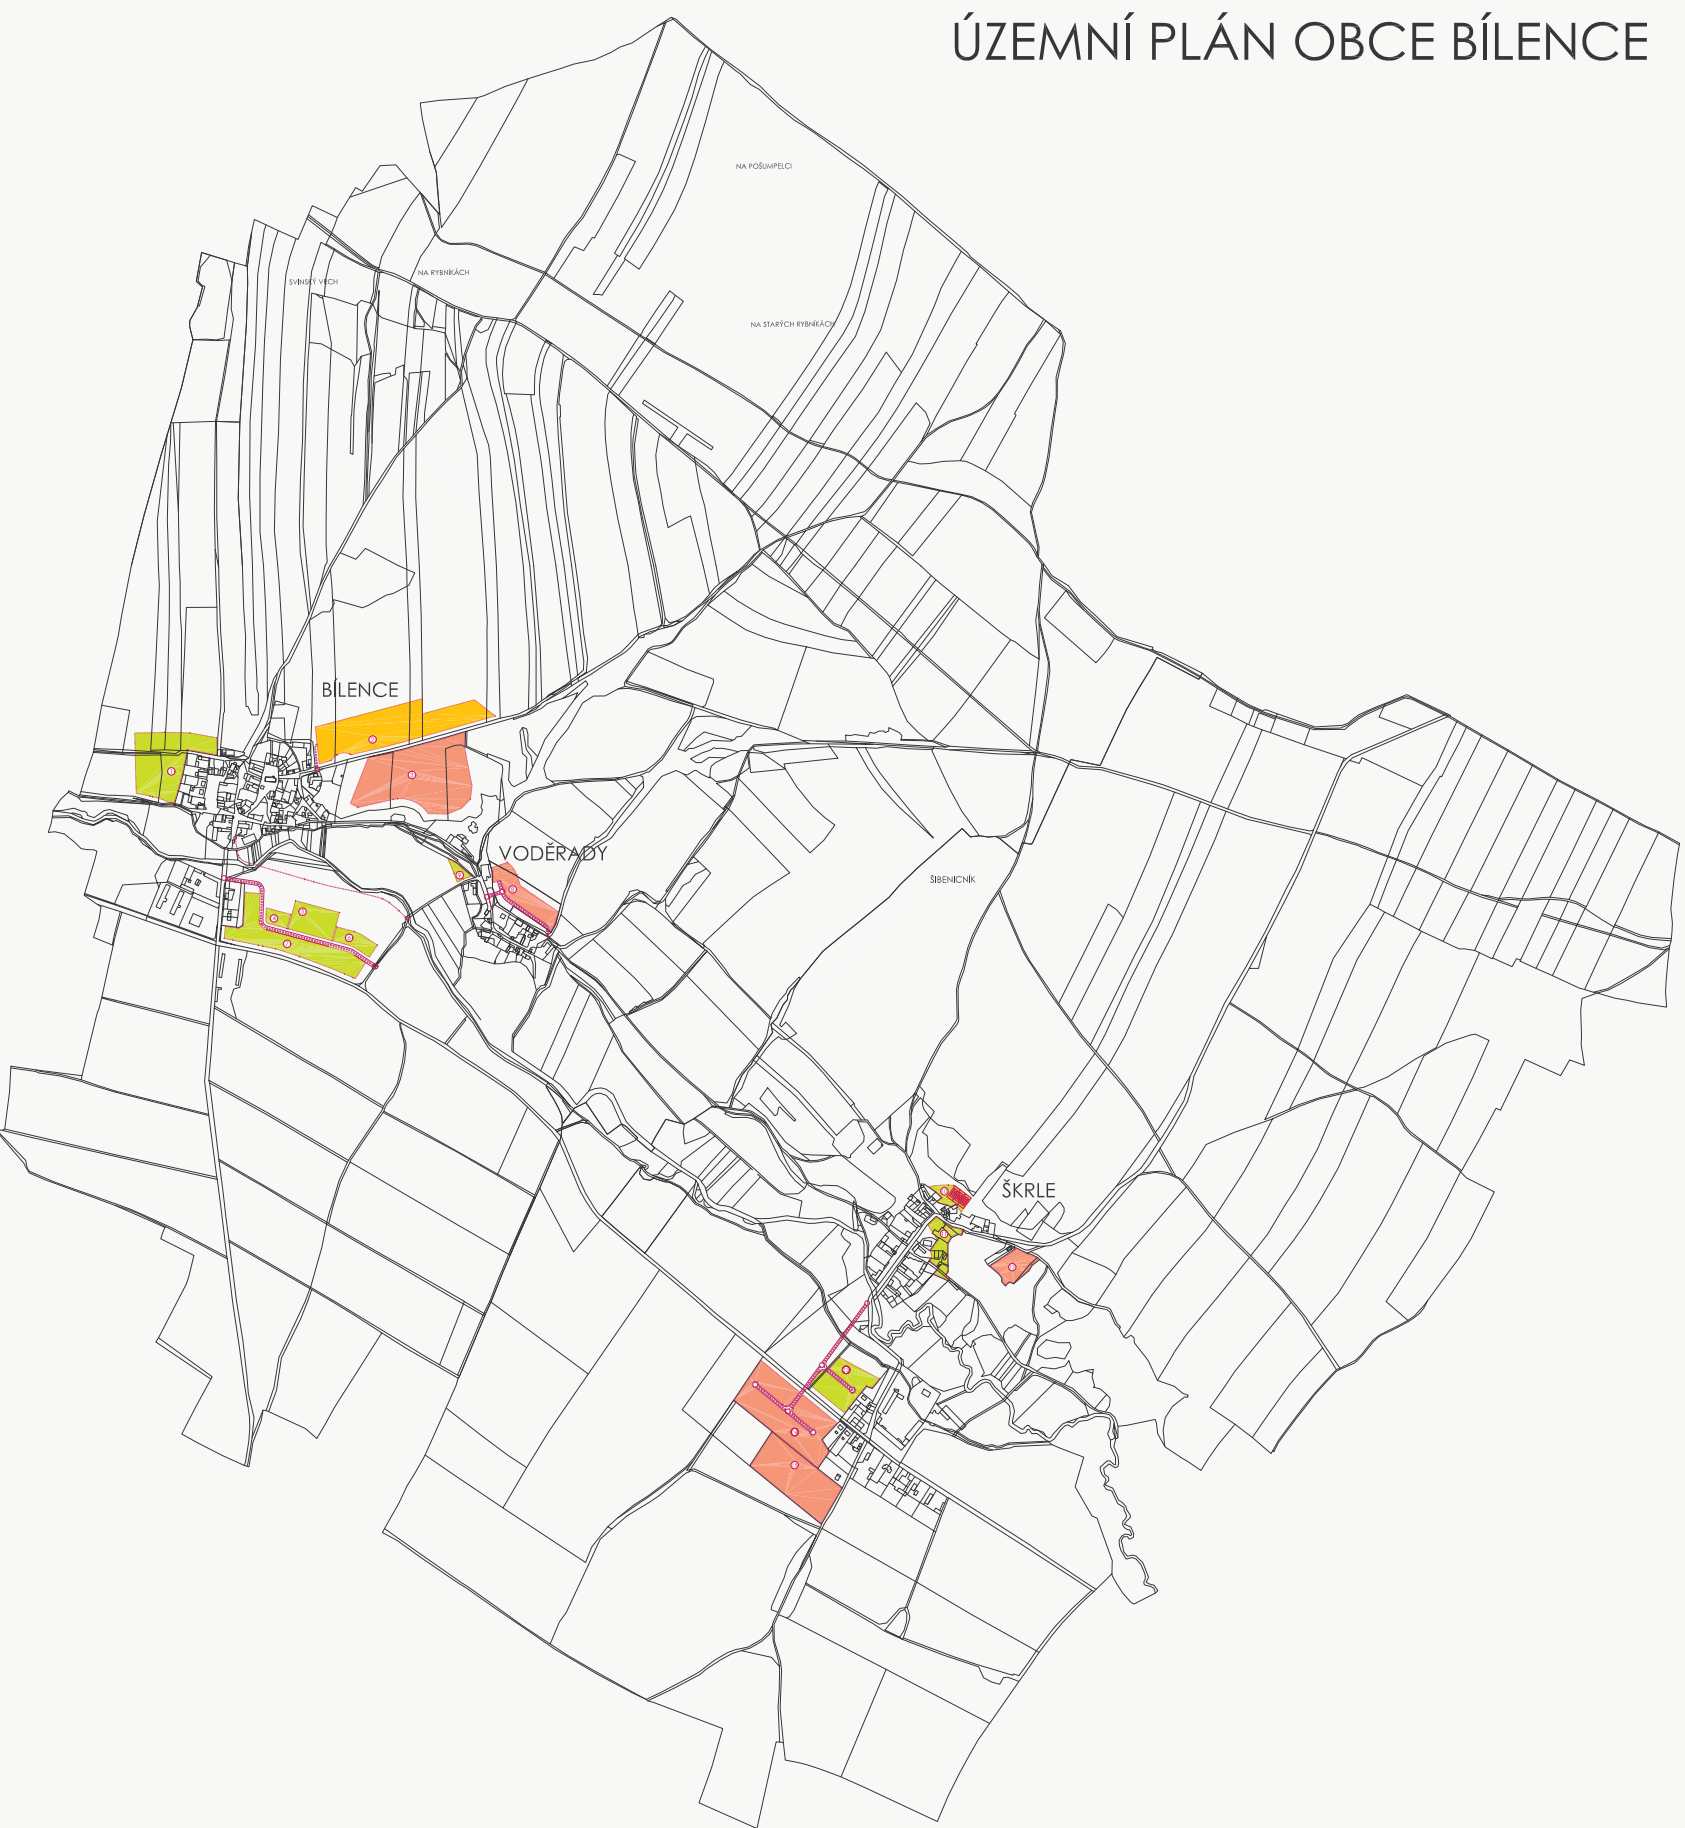 ÚZEMNÍ PLÁN OBCE BÍLENCE
NA POŠUMPELCI
NA RYBNÍKÁCH
SVINSKÝ VRCH
NA STARÝCH RYBNÍKÁCH
BÍLENCE
VODĚRADY
ŠIBENICNÍK
ŠKRLE